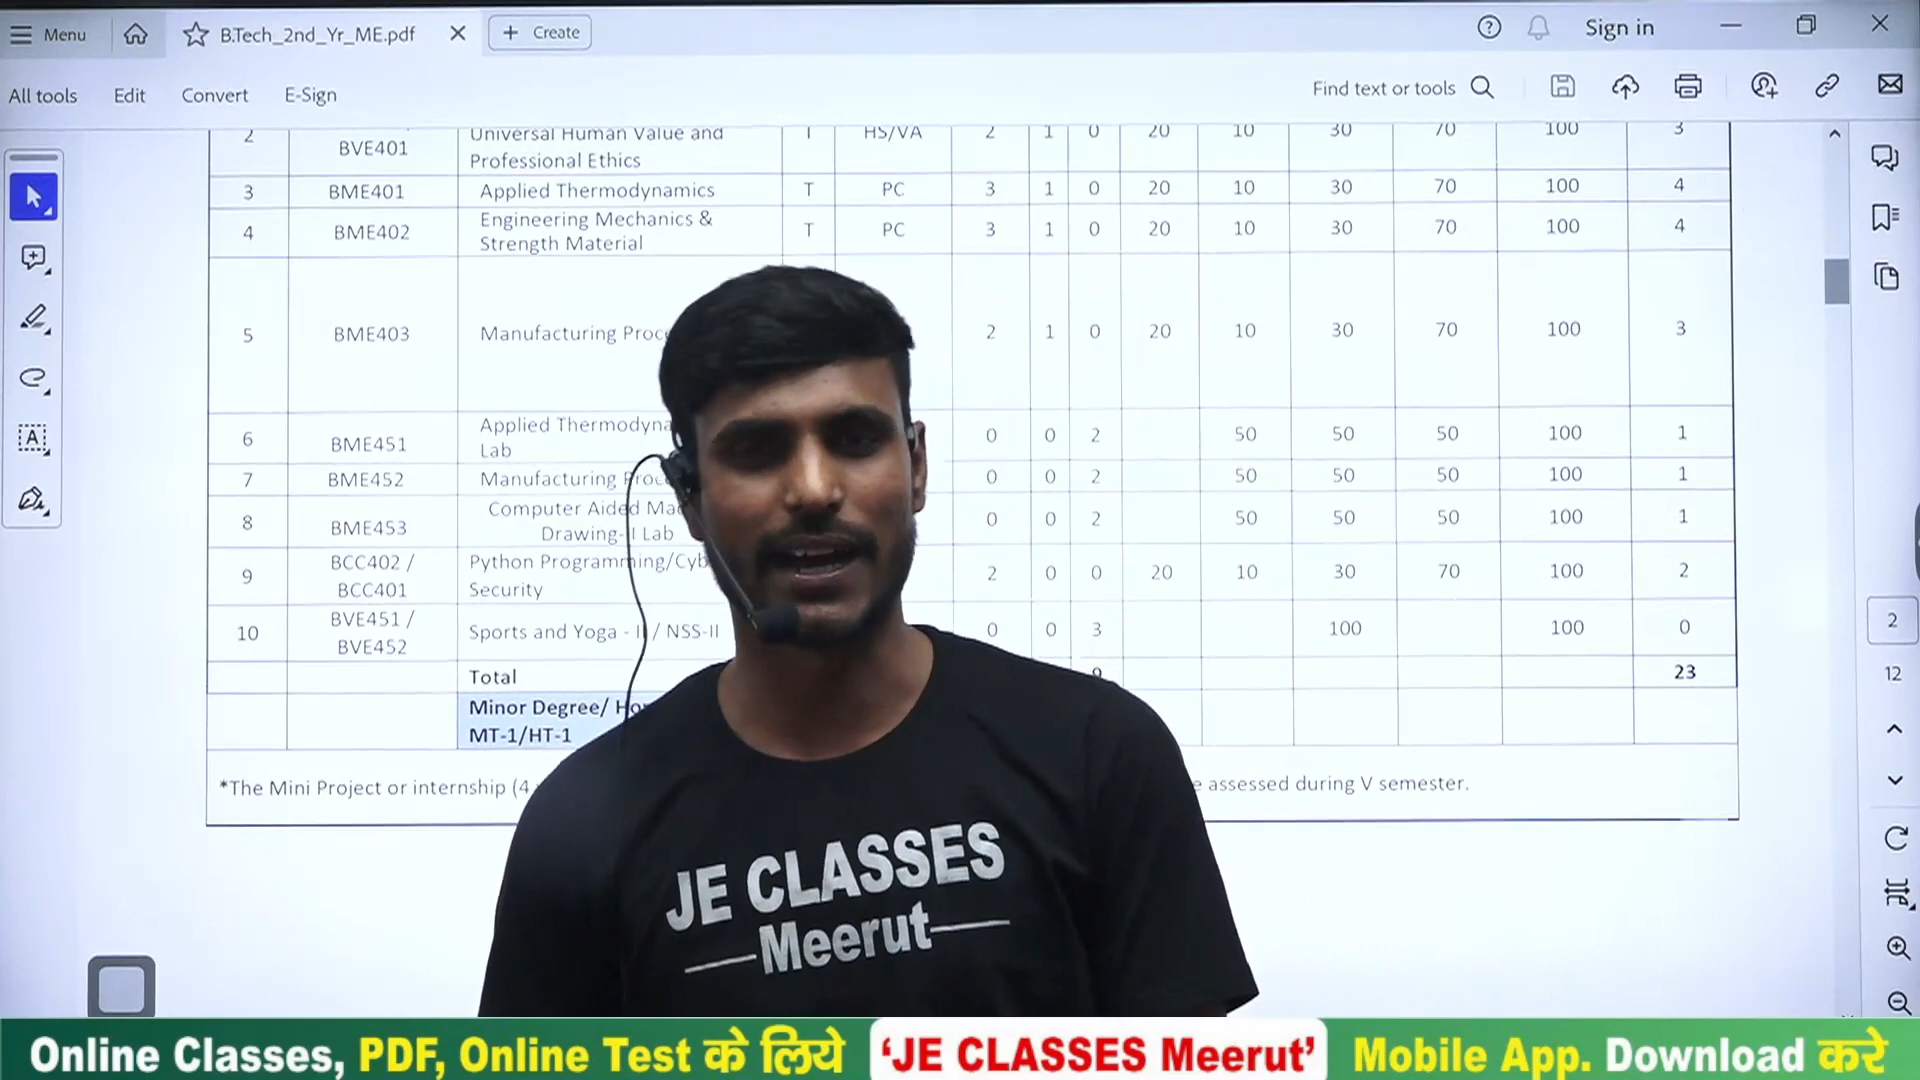 Menu
B.Tech_2nd_Yr_ME.pdf
+ Create
Sign in
All tools
Edit
Convert
E-Sign
Find text or tools
2 BVE401 Universal Human Value and Professional Ethics T HS/VA 2 1 0 20 10 30 70 100 3
3 BME401 Applied Thermodynamics T PC 3 1 0 20 10 30 70 100 4
4 BME402 Engineering Mechanics & Strength Material T PC 3 1 0 20 10 30 70 100 4
5 BME403 Manufacturing 2 1 0 20 10 30 70 100 3
6 BME451 Applied Lab 0 0 2 50 50 50 100 1
7 BME452 Manufacturing 0 0 2 50 50 50 100 1
8 BME453 Computer Aided Lab 0 0 2 50 50 50 100 1
9 BCC402 / BCC401 Python Security 2 0 0 20 10 30 70 100 2
10 BVE451 / BVE452 Sports and Yoga - / NSS-II 0 0 3 100 100 0
Total 23
Minor Degree/
MT-1/HT-1
*The Mini Project or internship (4 assessed during V semester.
2
12
JE CLASSES
Meerut
Online Classes, PDF, Online Test के लिये 'JE CLASSES Meerut' Mobile App. Download करे